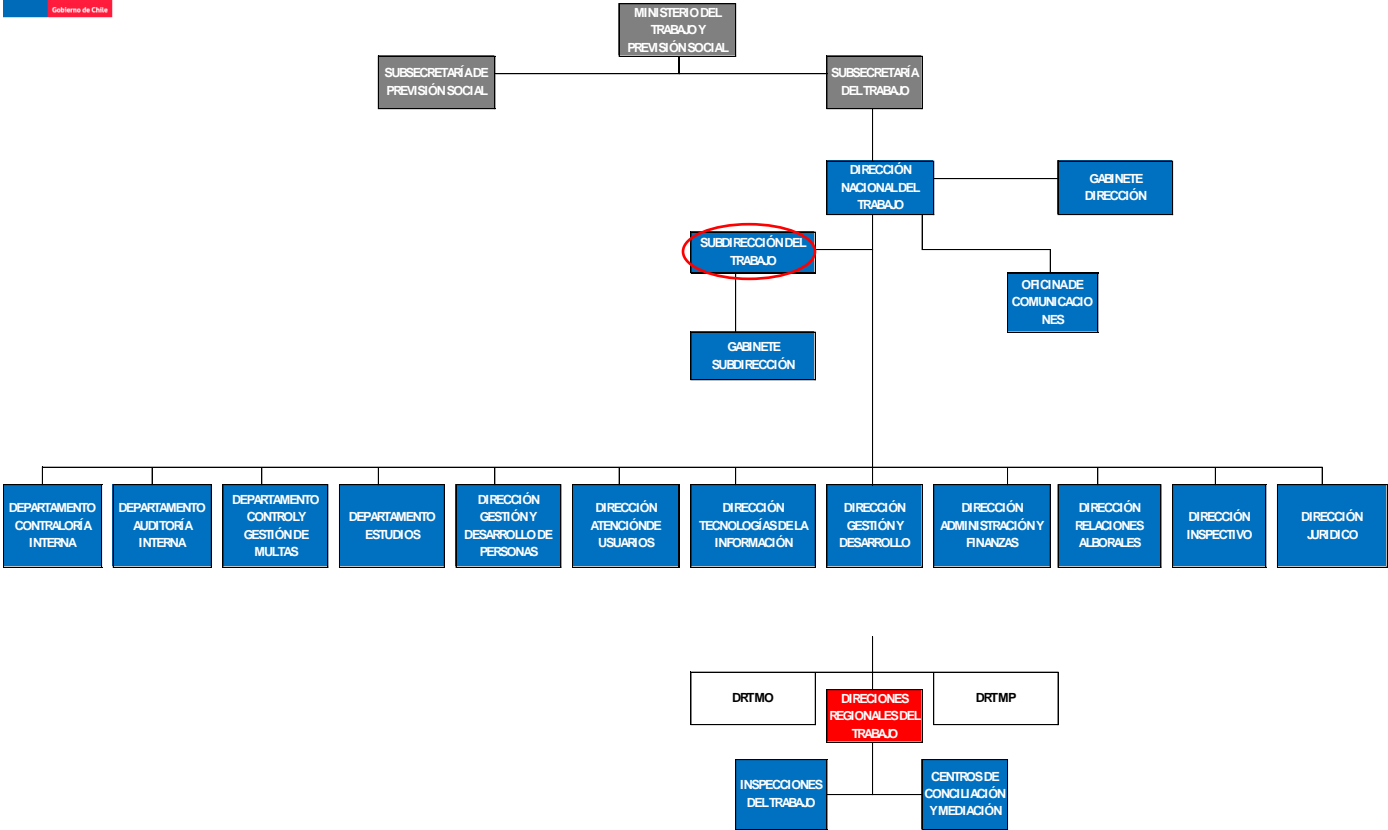 Gobierno de Chile
MINISTERIO DEL
TRABAJO Y
PREVISIÓN SOCIAL
SUBSECRETARÍA DE
PREVISIÓN SOCIAL
SUBSECRETARÍA
DEL TRABAJO
DIRECCIÓN
NACIONAL DEL
TRABAJO
GABINETE
DIRECCIÓN
SUBDIRECCIÓN DEL
TRABAJO
OFICINA DE
COMUNICACIO
NES
GABINETE
SUBDIRECCIÓN
DEPARTAMENTO
CONTRALORÍA
INTERNA
DEPARTAMENTO
AUDITORÍA
INTERNA
DEPARTAMENTO
CONTROL Y
GESTIÓN DE
MULTAS
DEPARTAMENTO
ESTUDIOS
DIRECCIÓN
GESTIÓN Y
DESARROLLO DE
PERSONAS
DIRECCIÓN
ATENCIÓN DE
USUARIOS
DIRECCIÓN
TECNOLOGÍAS DE LA
INFORMACIÓN
DIRECCIÓN
GESTIÓN Y
DESARROLLO
DIRECCIÓN
ADMINISTRACIÓN Y
FINANZAS
DIRECCIÓN
RELACIONES
ALBORALES
DIRECCIÓN
INSPECTIVO
DIRECCIÓN
JURIDICO
DRTMO
DIRECIONES
REGIONALES DEL
TRABAJO
DRTMP
INSPECCIONES
DEL TRABAJO
CENTROS DE
CONCILIACIÓN
Y MEDIACIÓN